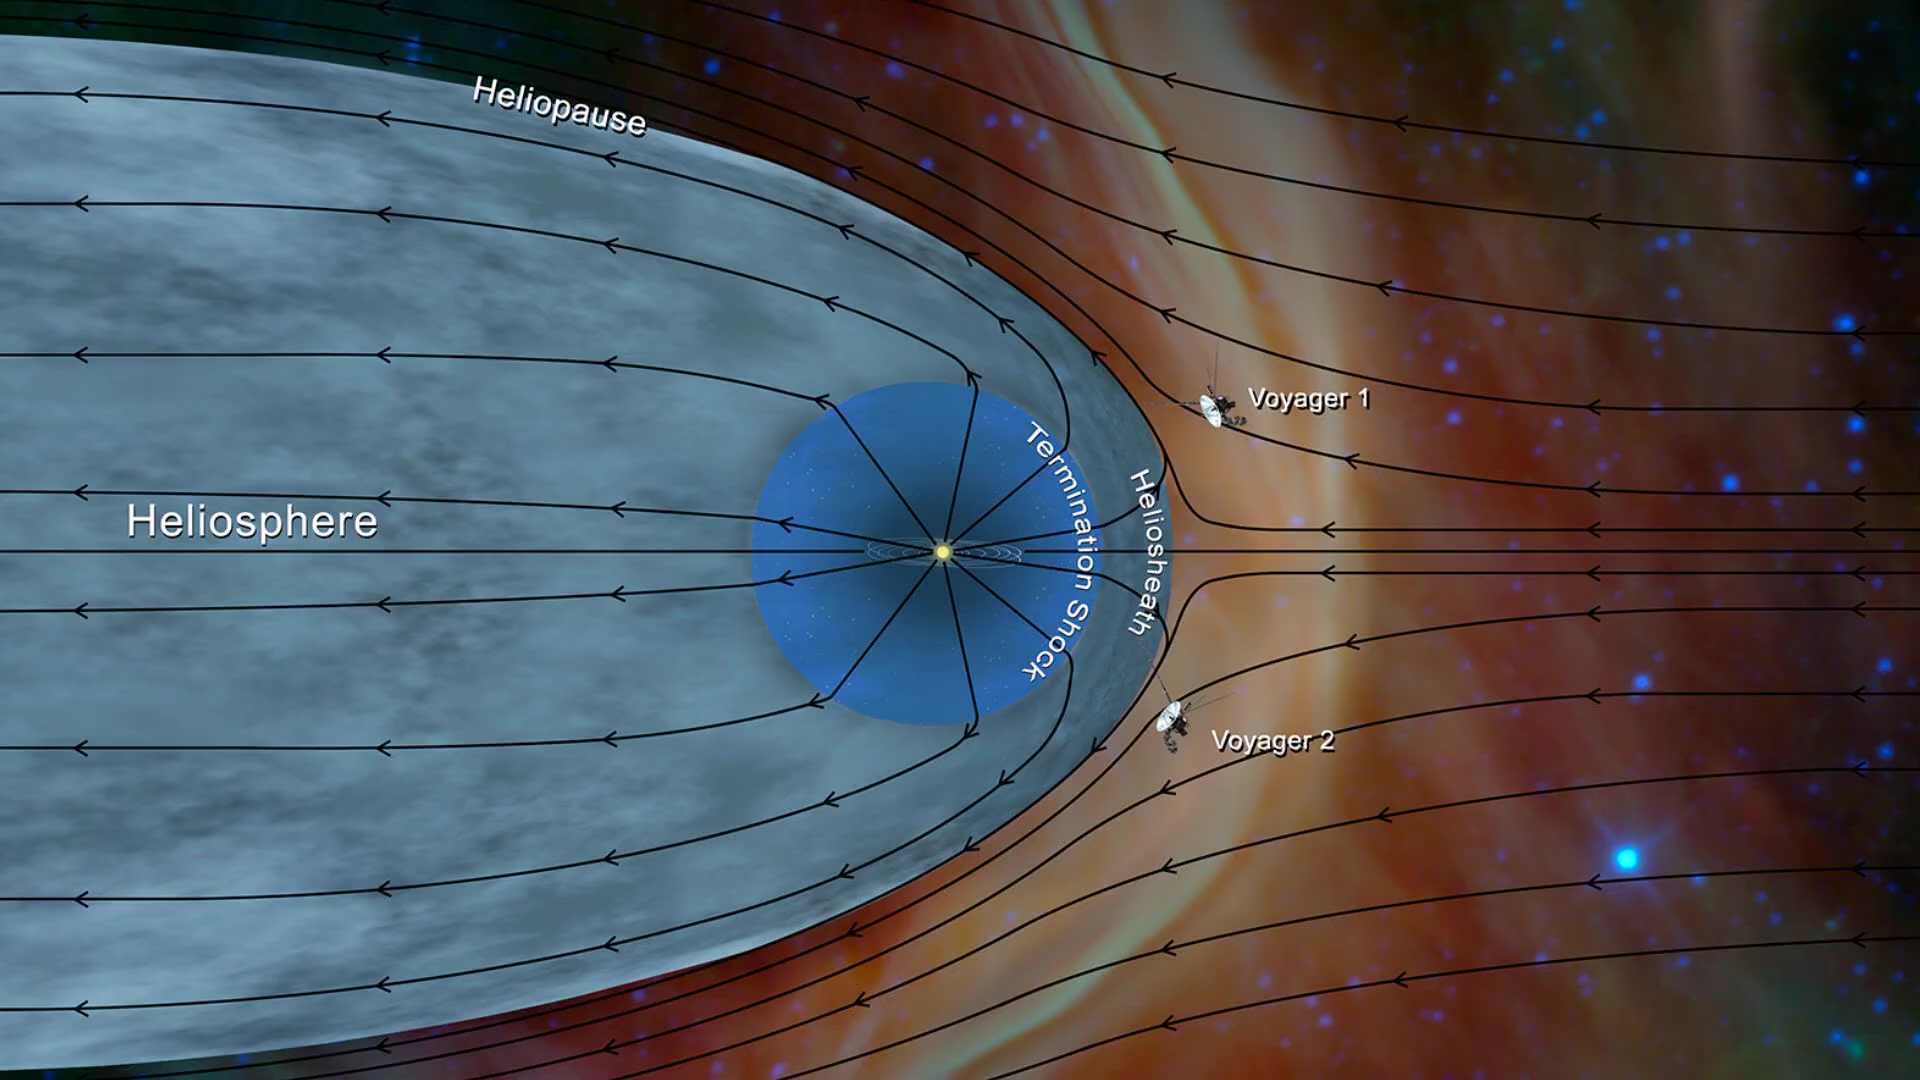 Heliopause
Voyager 1
Termination Shock
Heliosheath
Heliosphere
Voyager 2